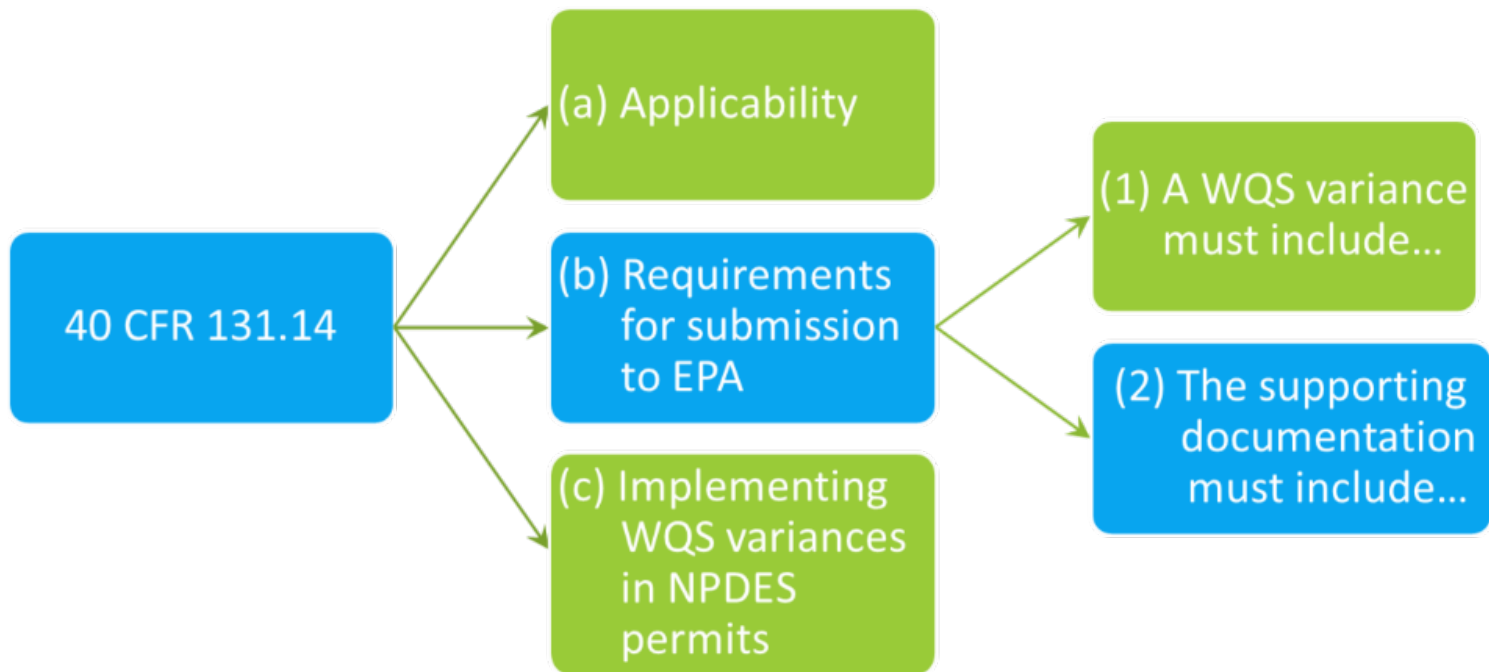 40 CFR 131.14
(a) Applicability
(b) Requirements
for submission
to EPA
(c) Implementing
WQS variances
in NPDES
permits
(1) A WQS variance
must include…
(2) The supporting
documentation
must include…